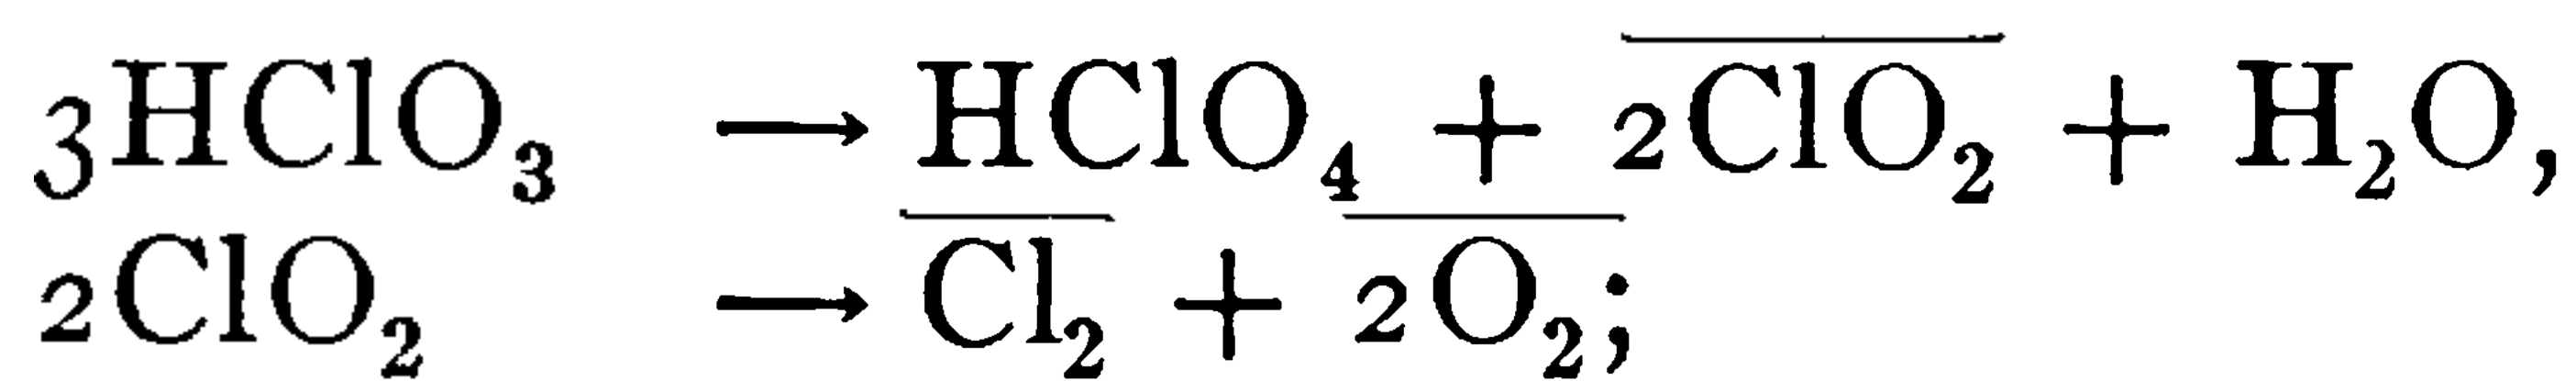 3HClO₃ → HClO₄ + 2ClO₂ + H₂O,
2ClO₂ → Cl₂ + 2O₂;